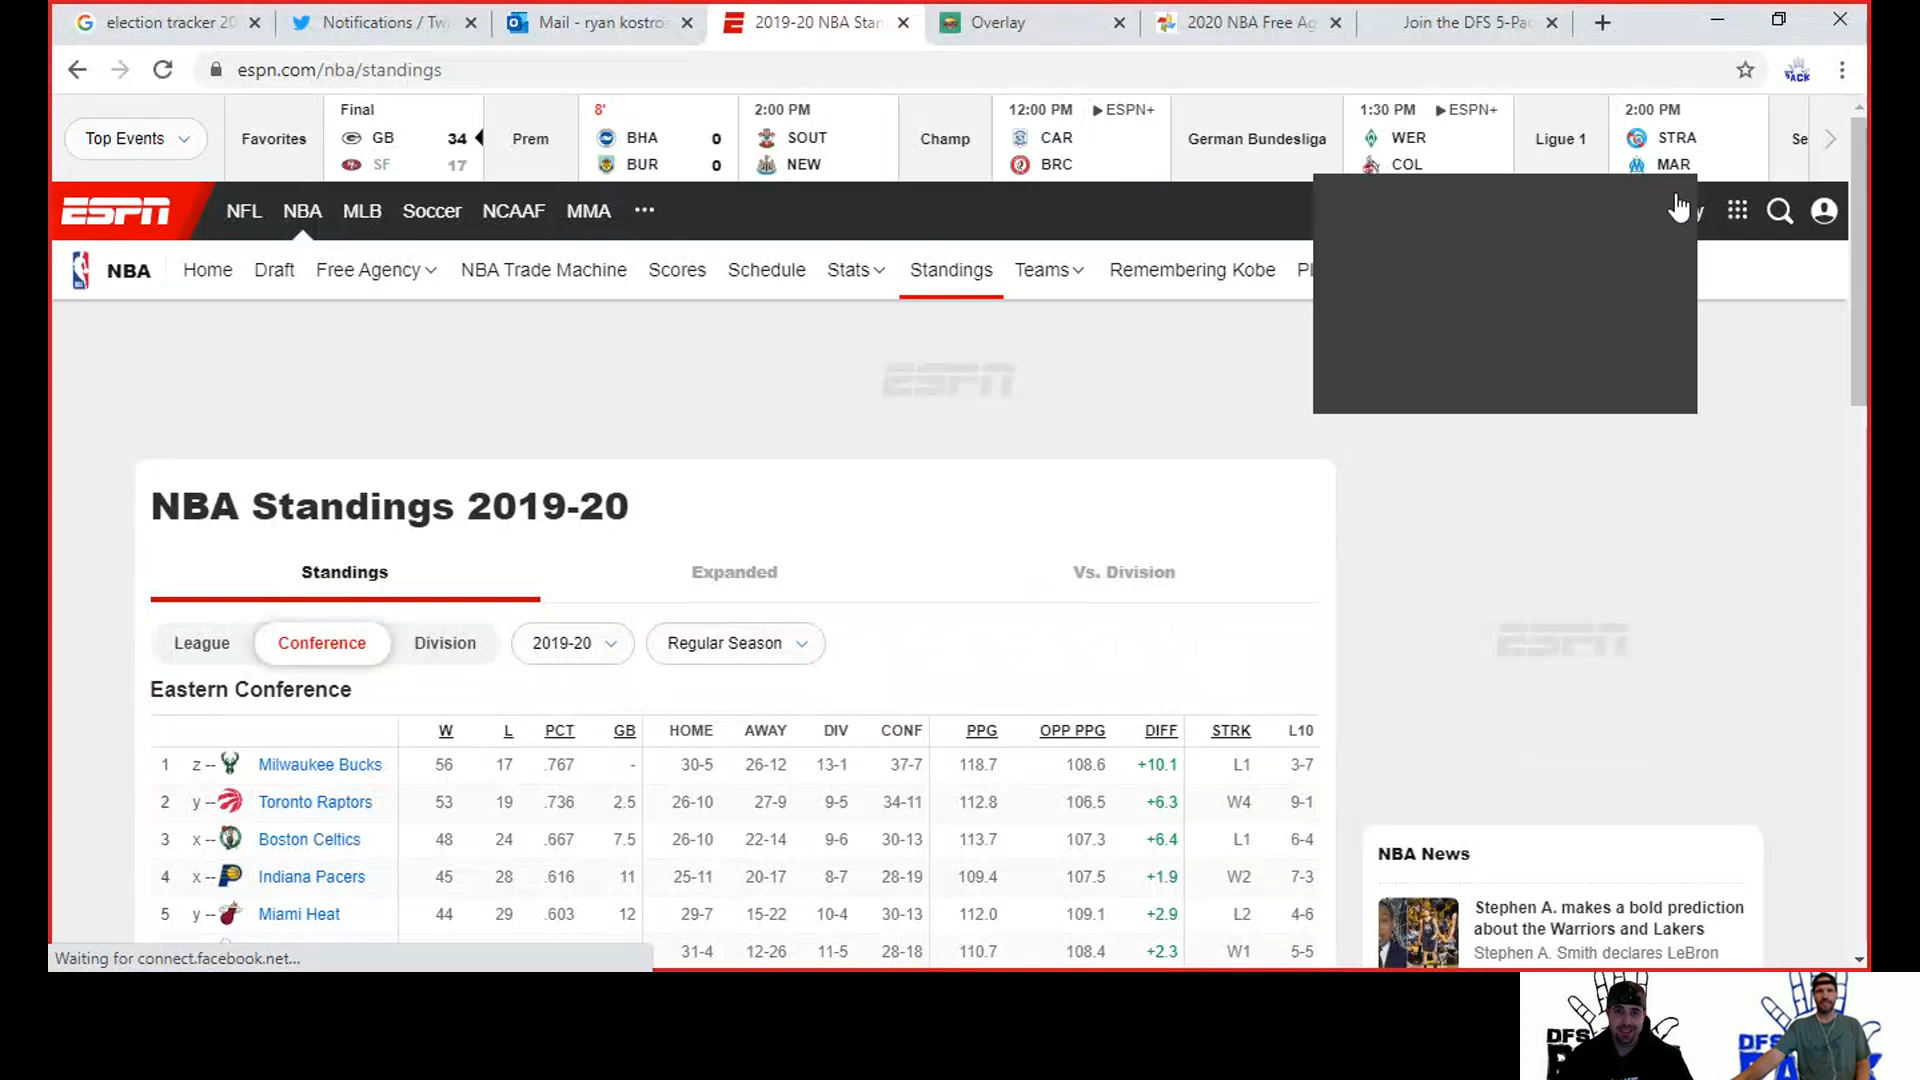 election tracker 20
Notifications / Tw
Mail - ryan kostro
2019-20 NBA Stan
Overlay
2020 NBA Free Ag
Join the DFS 5-Pac
espn.com/nba/standings
Top Events
Favorites
Final
GB 34
SF 17
Prem
8'
BHA 0
BUR 0
2:00 PM
SOUT
NEW
Champ
12:00 PM ESPN+
CAR
BRC
German Bundesliga
1:30 PM ESPN+
WER
COL
Ligue 1
2:00 PM
STRA
MAR
Se
ESPN
NFL NBA MLB Soccer NCAAF MMA
y
NBA Home Draft Free Agency NBA Trade Machine Scores Schedule Stats Standings Teams Remembering Kobe Pl
ESPN
NBA Standings 2019-20
Standings Expanded Vs. Division
League Conference Division 2019-20 Regular Season
ESPN
Eastern Conference
W L PCT GB HOME AWAY DIV CONF PPG OPP PPG DIFF STRK L10
1 z -- Milwaukee Bucks 56 17 .767 - 30-5 26-12 13-1 37-7 118.7 108.6 +10.1 L1 3-7
2 y -- Toronto Raptors 53 19 .736 2.5 26-10 27-9 9-5 34-11 112.8 106.5 +6.3 W4 9-1
3 x -- Boston Celtics 48 24 .667 7.5 26-10 22-14 9-6 30-13 113.7 107.3 +6.4 L1 6-4
4 x -- Indiana Pacers 45 28 .616 11 25-11 20-17 8-7 28-19 109.4 107.5 +1.9 W2 7-3
5 y -- Miami Heat 44 29 .603 12 29-7 15-22 10-4 30-13 112.0 109.1 +2.9 L2 4-6
31-4 12-26 11-5 28-18 110.7 108.4 +2.3 W1 5-5
NBA News
Stephen A. makes a bold prediction
about the Warriors and Lakers
Stephen A. Smith declares LeBron
Waiting for connect.facebook.net...
DFS
DFS